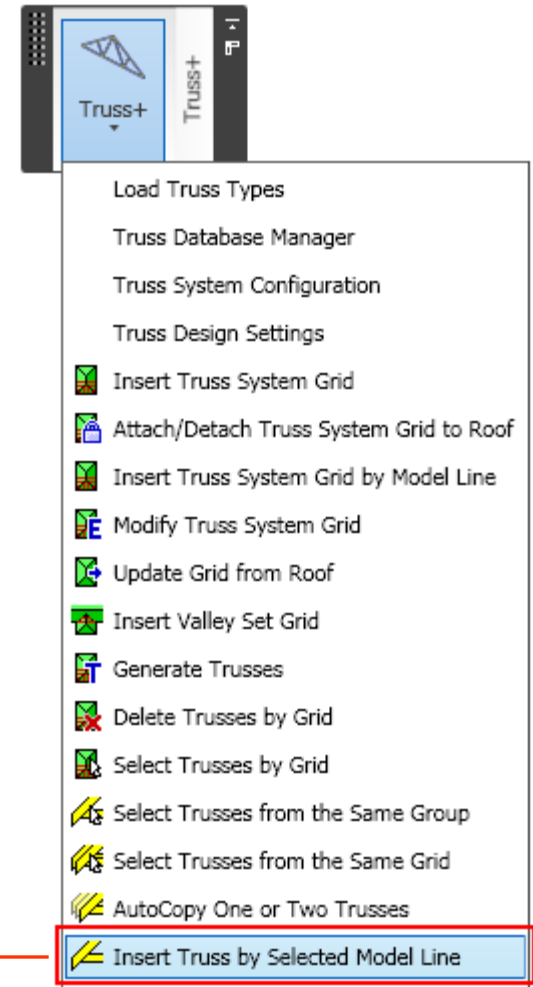 Truss+
Truss+
Load Truss Types
Truss Database Manager
Truss System Configuration
Truss Design Settings
Insert Truss System Grid
Attach/Detach Truss System Grid to Roof
Insert Truss System Grid by Model Line
Modify Truss System Grid
Update Grid from Roof
Insert Valley Set Grid
Generate Trusses
Delete Trusses by Grid
Select Trusses by Grid
Select Trusses from the Same Group
Select Trusses from the Same Grid
AutoCopy One or Two Trusses
Insert Truss by Selected Model Line